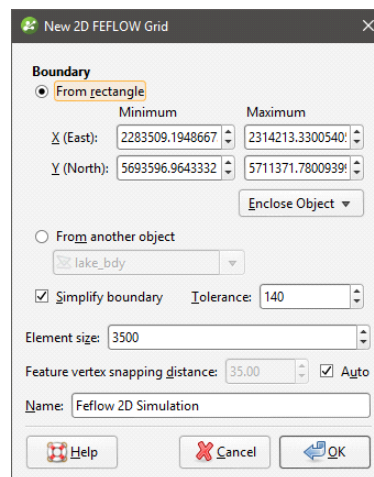 New 2D FEFLOW Grid
Boundary
From rectangle
Minimum Maximum
X (East): 2283509.1948667 2314213.3300540
Y (North): 5693596.9643332 5711371.7800939
Enclose Object
From another object
lake_bdy
Simplify boundary Tolerance: 140
Element size: 3500
Feature vertex snapping distance: 35.00 Auto
Name: Feflow 2D Simulation
Help Cancel OK